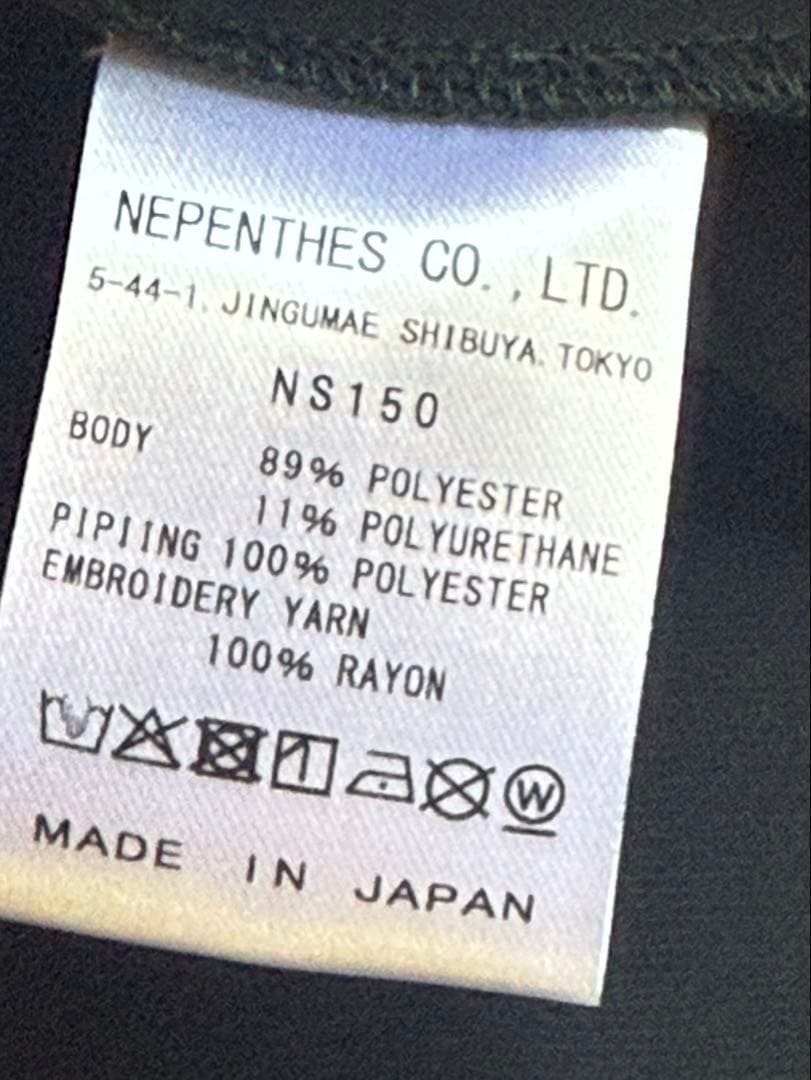 NEPENTHES CO.,LTD.
5-44-1, JINGUMAE SHIBUYA, TOKYO
NS150
BODY 89% POLYESTER
11% POLYURETHANE
PIPIING 100% POLYESTER
EMBROIDERY YARN
100% RAYON
W
MADE IN JAPAN